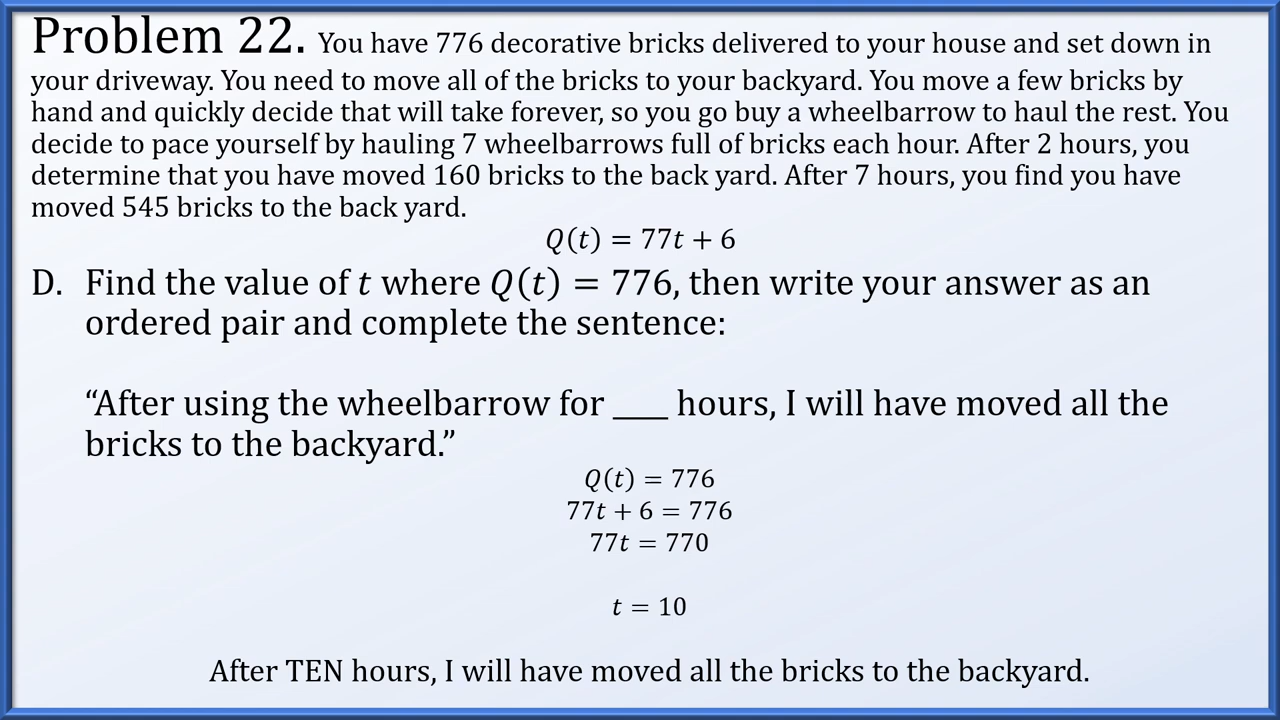 Problem 22. You have 776 decorative bricks delivered to your house and set down in
your driveway. You need to move all of the bricks to your backyard. You move a few bricks by
hand and quickly decide that will take forever, so you go buy a wheelbarrow to haul the rest. You
decide to pace yourself by hauling 7 wheelbarrows full of bricks each hour. After 2 hours, you
determine that you have moved 160 bricks to the back yard. After 7 hours, you find you have
moved 545 bricks to the back yard.
Q(t) = 77t + 6
D. Find the value of t where Q(t) = 776, then write your answer as an
ordered pair and complete the sentence:
“After using the wheelbarrow for ___ hours, I will have moved all the
bricks to the backyard.”
Q(t) = 776
77t + 6 = 776
77t = 770
t = 10
After TEN hours, I will have moved all the bricks to the backyard.